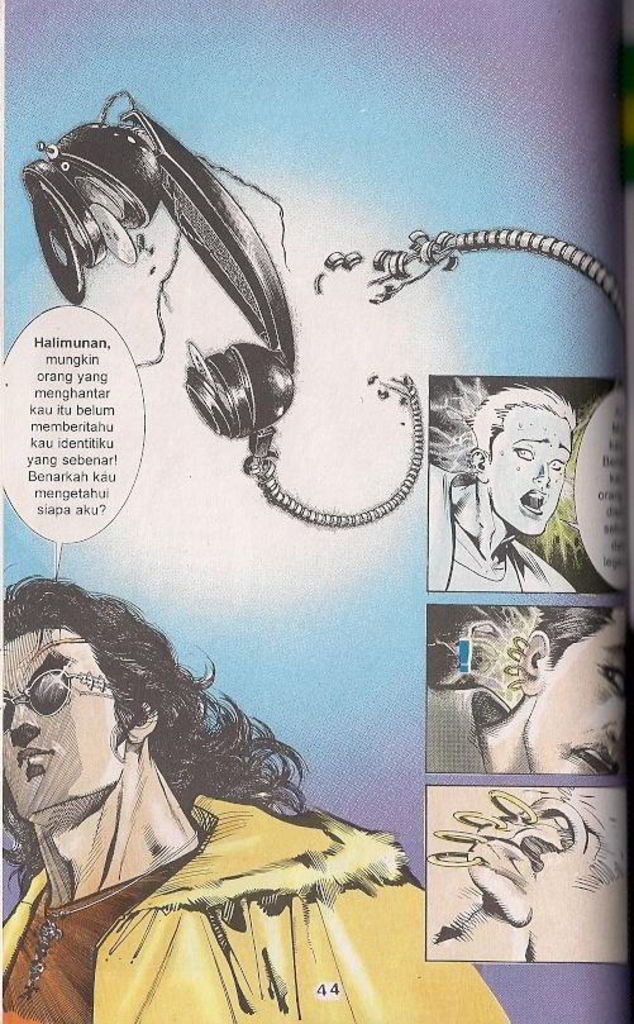 Halimunan,
mungkin
orang yang
menghantar
kau itu belum
memberitahu
kau identitiku
yang sebenar!
Benarkah kau
mengetahui
siapa aku?
44